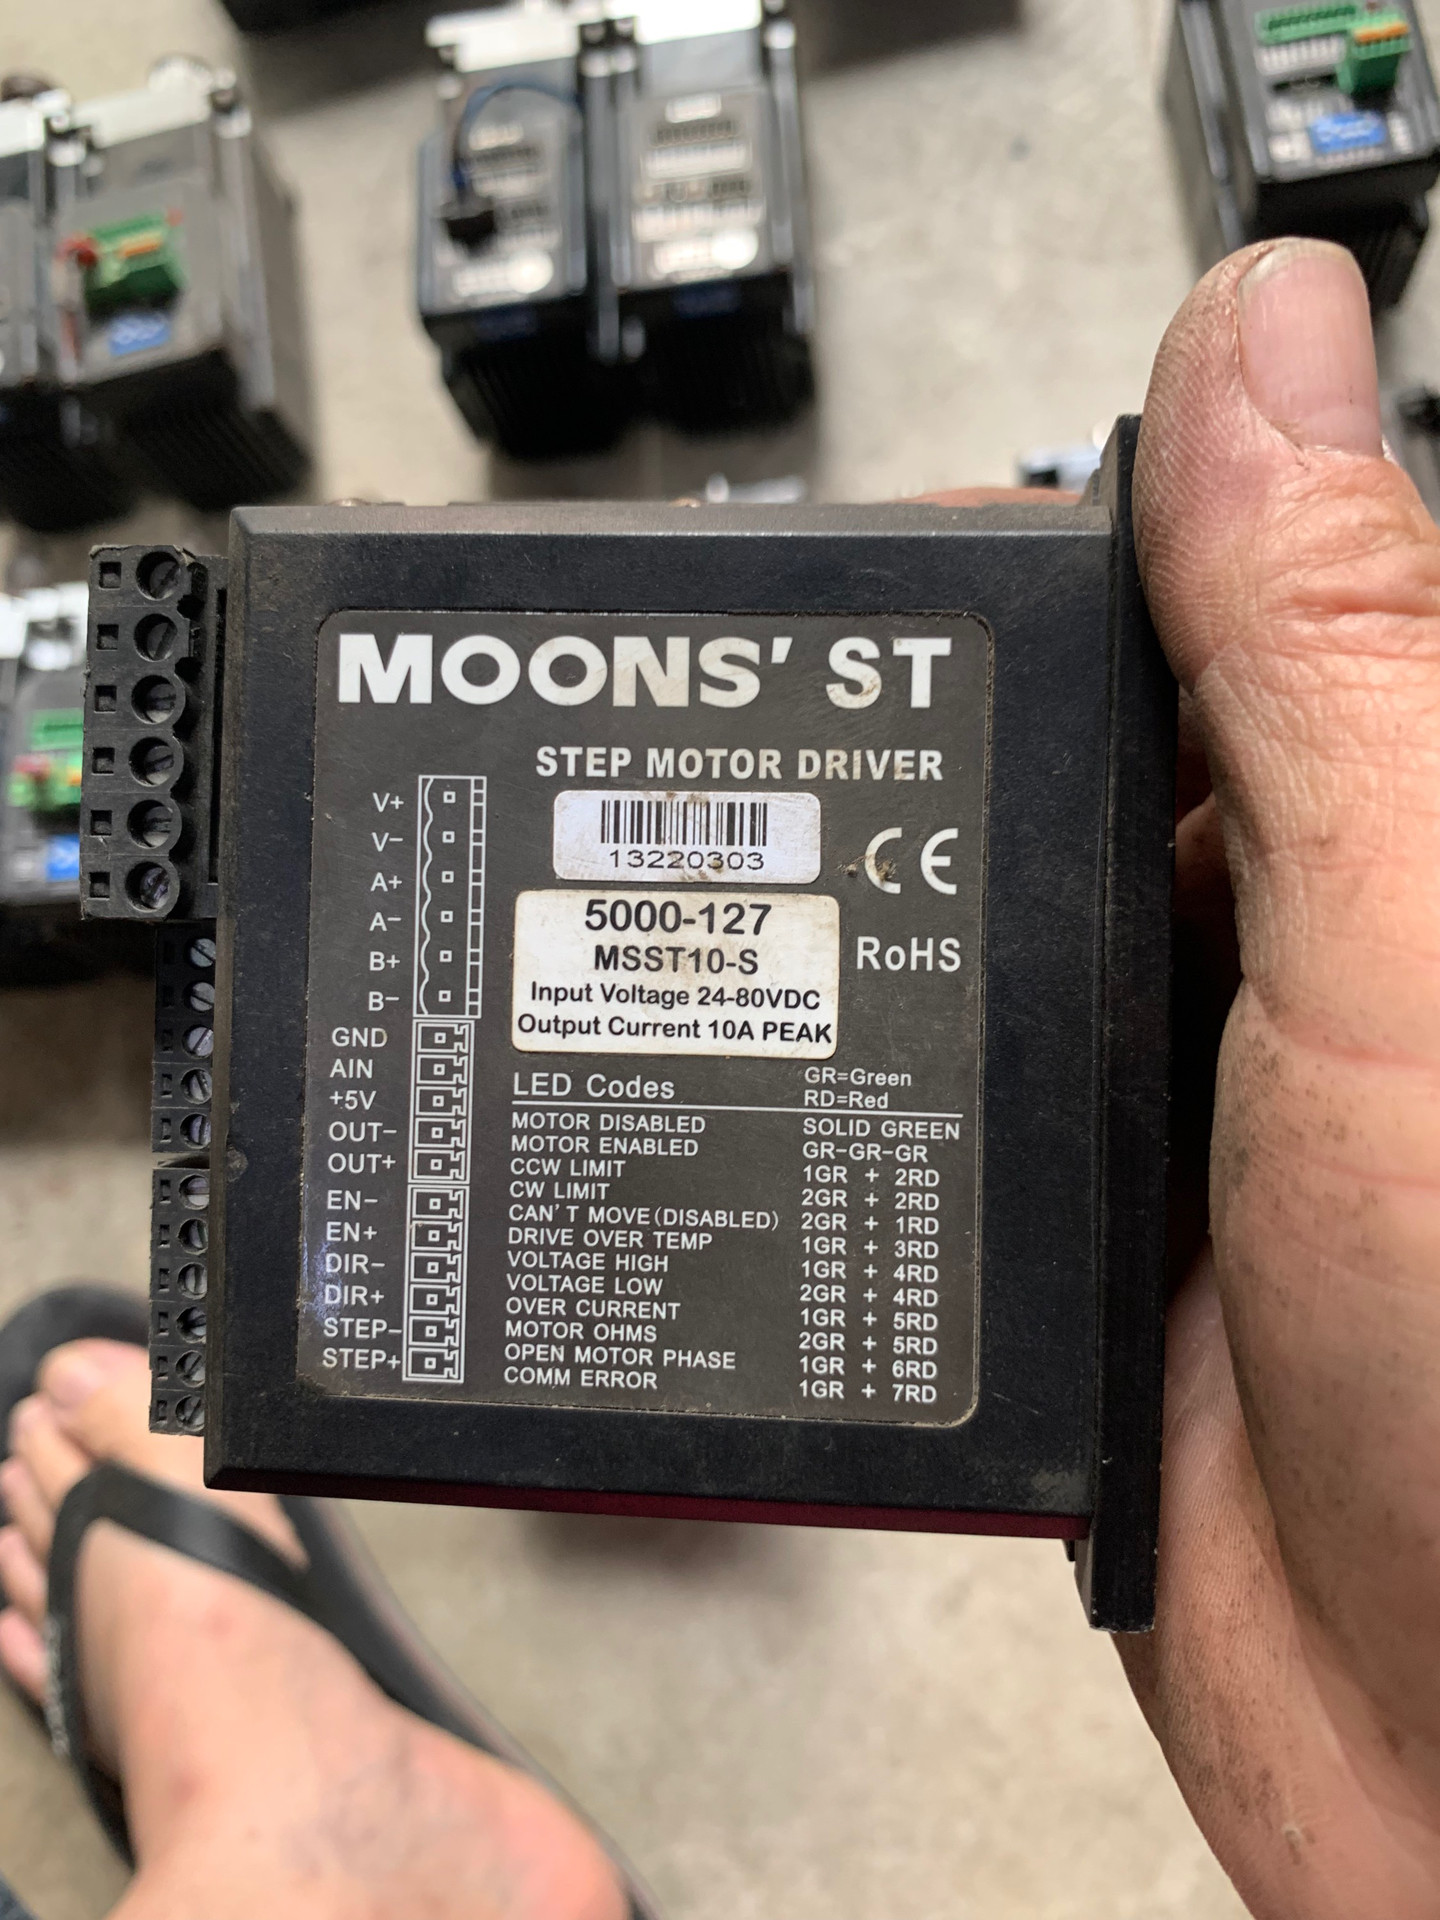 MOONS' ST
STEP MOTOR DRIVER
13220303
CE
5000-127
MSST10-S
Input Voltage 24-80VDC
Output Current 10A PEAK
RoHS
V+
V-
A+
A-
B+
B-
GND
AIN
+5V
OUT-
OUT+
EN-
EN+
DIR-
DIR+
STEP-
STEP+
LED Codes GR=Green
RD=Red
MOTOR DISABLED SOLID GREEN
MOTOR ENABLED GR-GR-GR
CCW LIMIT 1GR + 2RD
CW LIMIT 2GR + 2RD
CAN'T MOVE(DISABLED) 2GR + 1RD
DRIVE OVER TEMP 1GR + 3RD
VOLTAGE HIGH 1GR + 4RD
VOLTAGE LOW 2GR + 4RD
OVER CURRENT 1GR + 5RD
MOTOR OHMS 2GR + 5RD
OPEN MOTOR PHASE 1GR + 6RD
COMM ERROR 1GR + 7RD